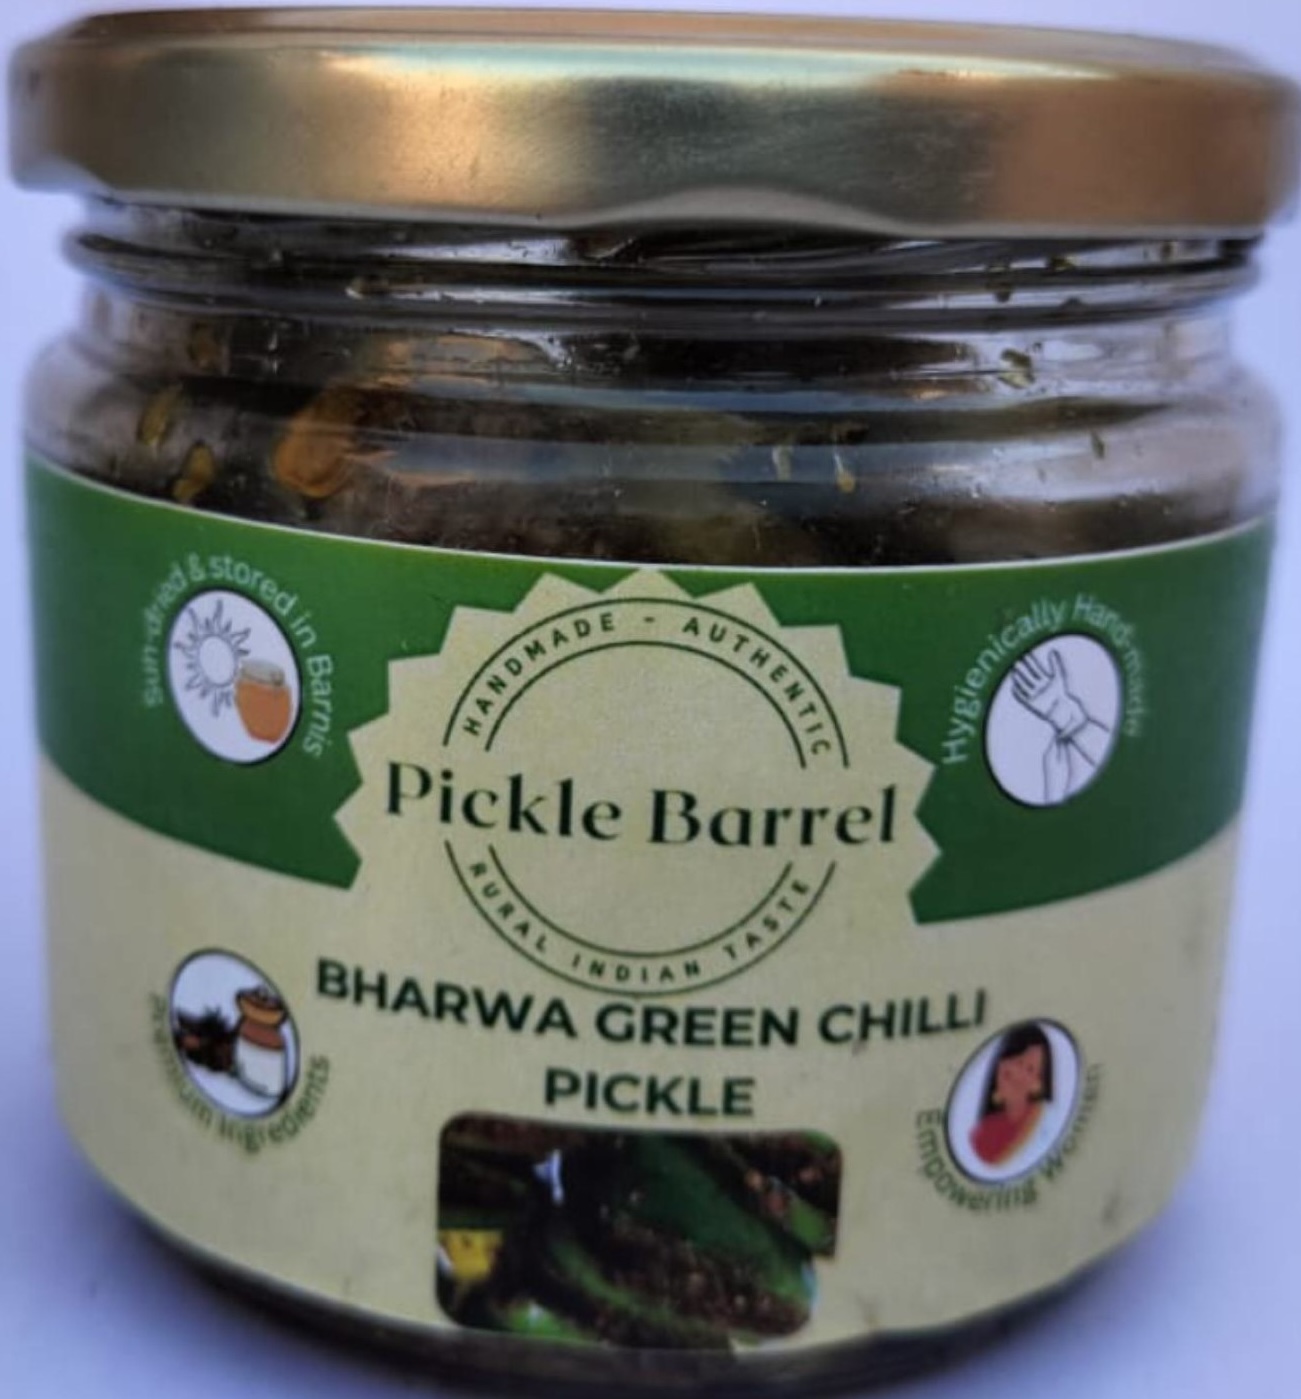 Sun-dried & stored in Barnis
Hygienically Hand-made
HANDMADE - AUTHENTIC
Pickle Barrel
RURAL INDIAN TASTE
BHARWA GREEN CHILLI
PICKLE
Premium Ingredients
Empowering Women